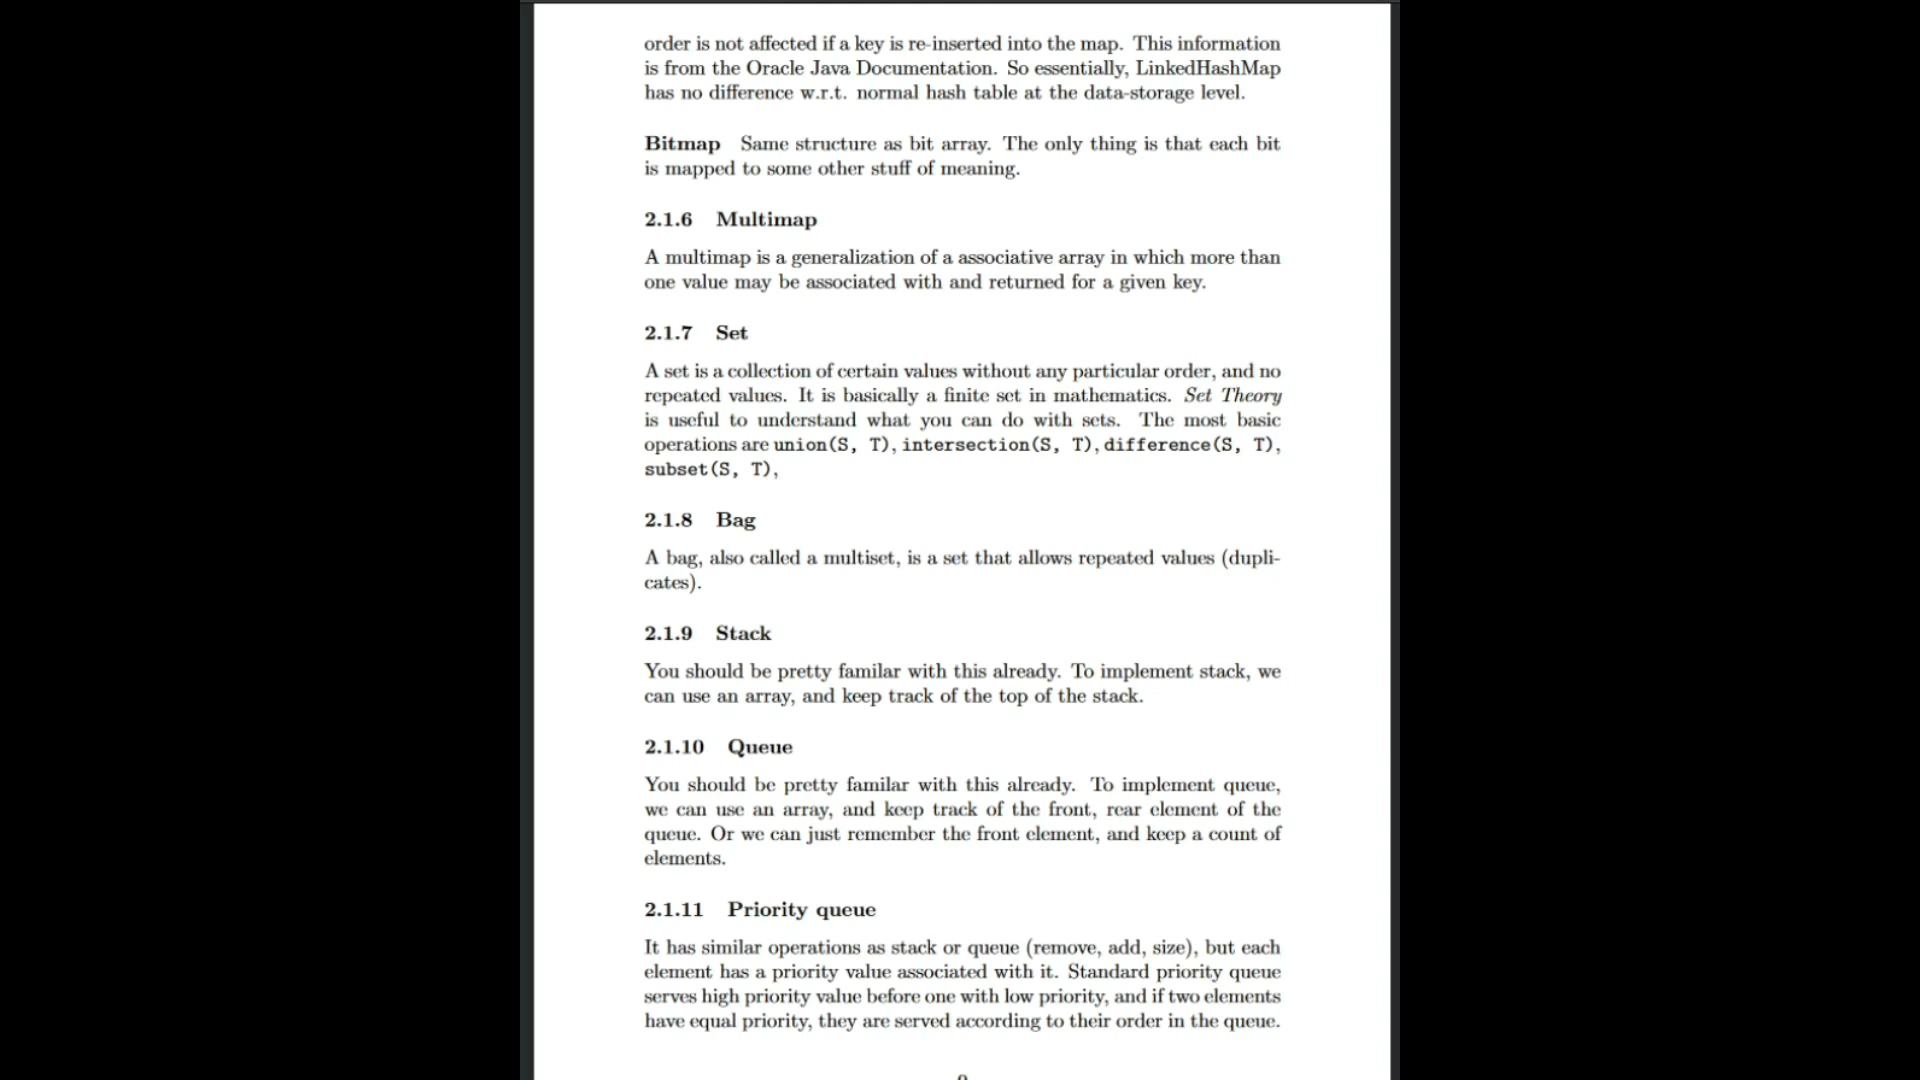 order is not affected if a key is re-inserted into the map. This information
is from the Oracle Java Documentation. So essentially, LinkedHashMap
has no difference w.r.t. normal hash table at the data-storage level.
Bitmap Same structure as bit array. The only thing is that each bit
is mapped to some other stuff of meaning.
2.1.6 Multimap
A multimap is a generalization of a associative array in which more than
one value may be associated with and returned for a given key.
2.1.7 Set
A set is a collection of certain values without any particular order, and no
repeated values. It is basically a finite set in mathematics. Set Theory
is useful to understand what you can do with sets. The most basic
operations are union(S, T), intersection(S, T), difference(S, T),
subset(S, T),
2.1.8 Bag
A bag, also called a multiset, is a set that allows repeated values (dupli-
cates).
2.1.9 Stack
You should be pretty familar with this already. To implement stack, we
can use an array, and keep track of the top of the stack.
2.1.10 Queue
You should be pretty familar with this already. To implement queue,
we can use an array, and keep track of the front, rear element of the
queue. Or we can just remember the front element, and keep a count of
elements.
2.1.11 Priority queue
It has similar operations as stack or queue (remove, add, size), but each
element has a priority value associated with it. Standard priority queue
serves high priority value before one with low priority, and if two elements
have equal priority, they are served according to their order in the queue.